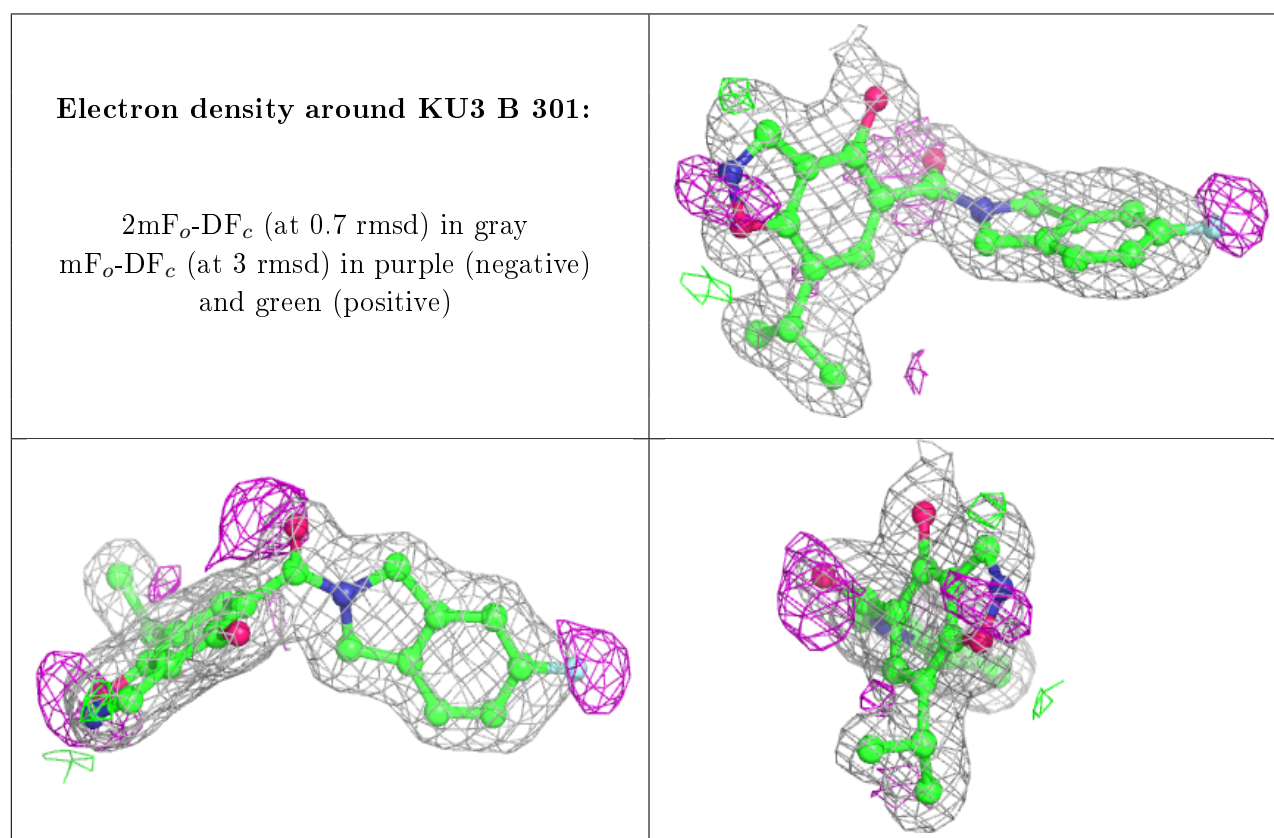 Electron density around KU3 B 301:
2mFo-DFc (at 0.7 rmsd) in gray
mFo-DFc (at 3 rmsd) in purple (negative)
and green (positive)